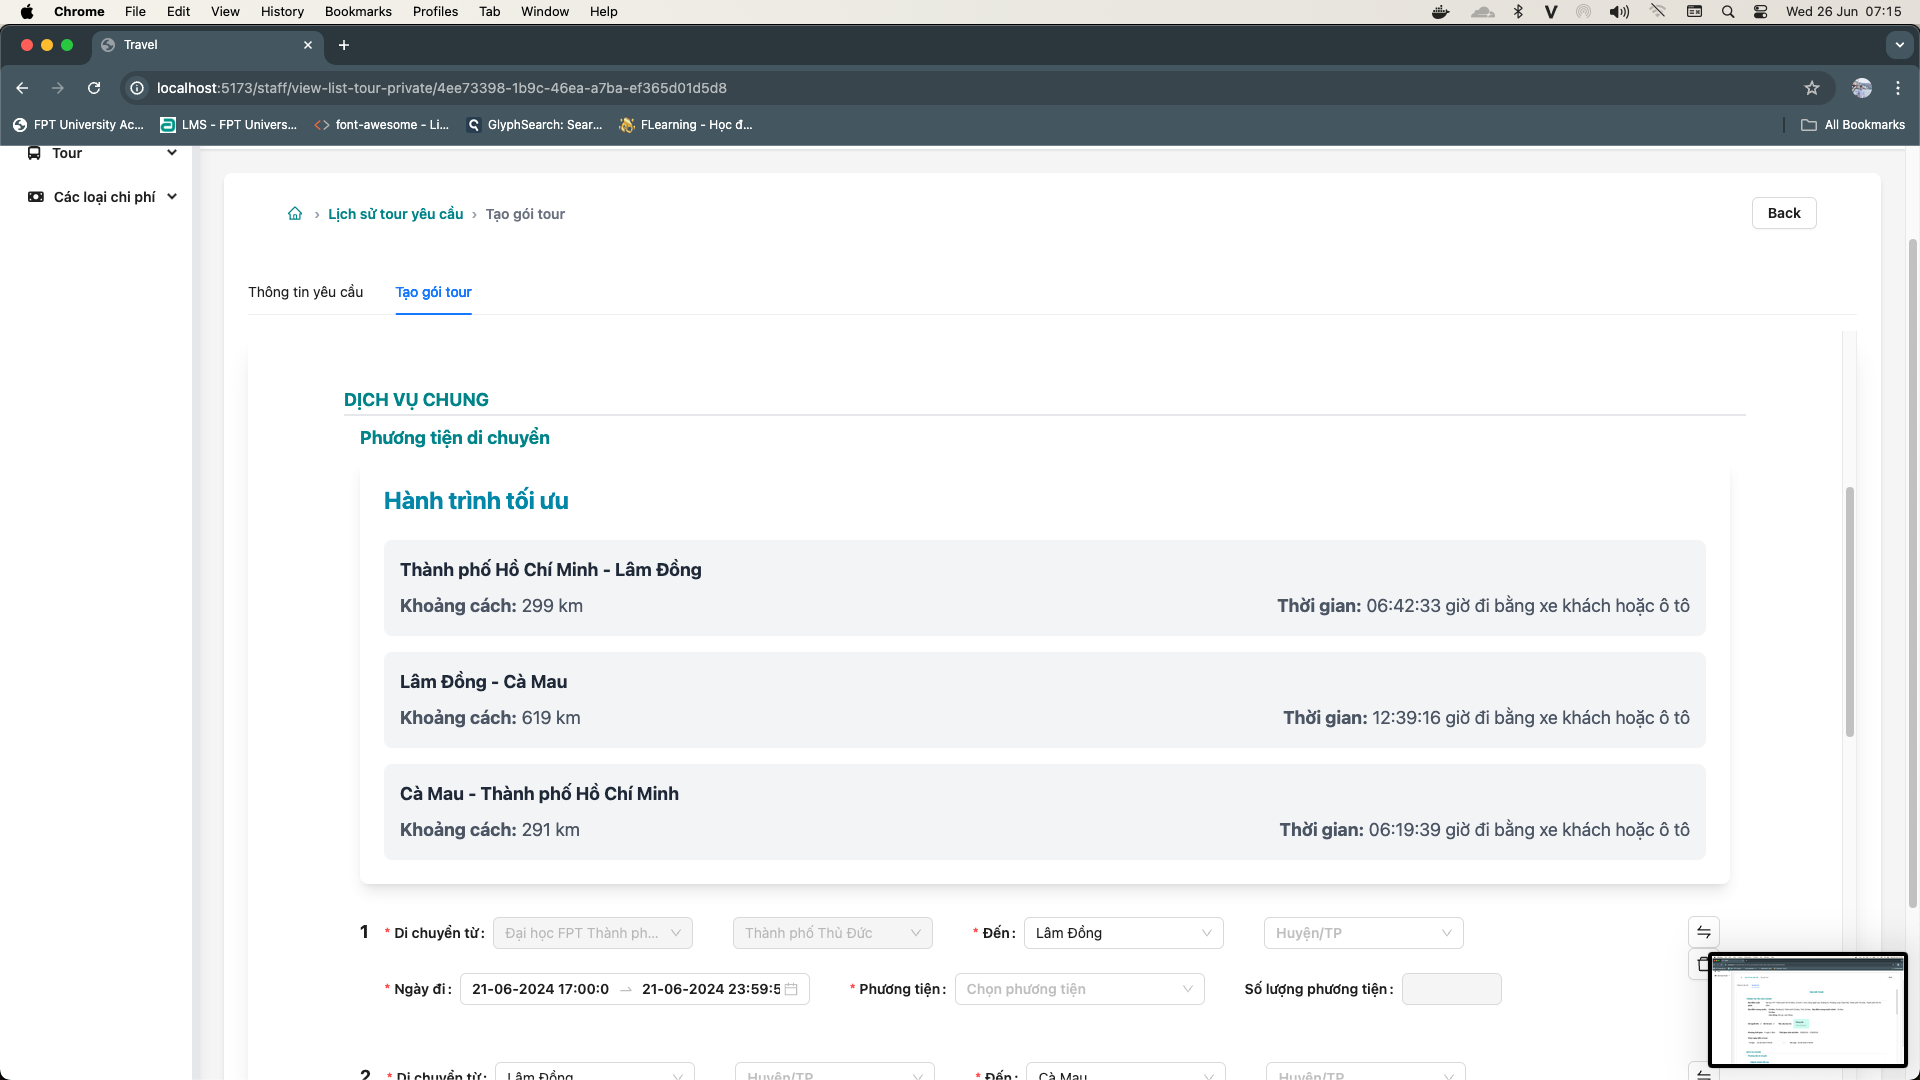 Chrome File Edit View History Bookmarks Profiles Tab Window Help Wed 26 Jun 07:15
Travel
localhost:5173/staff/view-list-tour-private/4ee73398-1b9c-46ea-a7ba-ef365d01d5d8
FPT University Ac... LMS - FPT Univers... font-awesome - Li... GlyphSearch: Sear... FLearning - Học đ... All Bookmarks
Tour
Các loại chi phí
Lịch sử tour yêu cầu › Tạo gói tour
Back
Thông tin yêu cầu Tạo gói tour
DỊCH VỤ CHUNG
Phương tiện di chuyển
Hành trình tối ưu
Thành phố Hồ Chí Minh - Lâm Đồng
Khoảng cách: 299 km Thời gian: 06:42:33 giờ đi bằng xe khách hoặc ô tô
Lâm Đồng - Cà Mau
Khoảng cách: 619 km Thời gian: 12:39:16 giờ đi bằng xe khách hoặc ô tô
Cà Mau - Thành phố Hồ Chí Minh
Khoảng cách: 291 km Thời gian: 06:19:39 giờ đi bằng xe khách hoặc ô tô
1 * Di chuyển từ: Đại học FPT Thành ph... Thành phố Thủ Đức * Đến: Lâm Đồng Huyện/TP
* Ngày đi: 21-06-2024 17:00:0 → 21-06-2024 23:59:5 * Phương tiện: Chọn phương tiện Số lượng phương tiện:
2 * Di chuyển từ: Lâm Đồng Huyện/TP * Đến: Cà Mau Huyện/TP